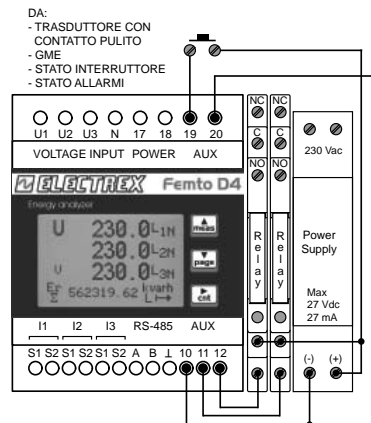 DA:
- TRASDUTTORE CON
CONTATTO PULITO
- GME
- STATO INTERRUTTORE
- STATO ALLARMI
NC NC
U1 U2 U3 N 17 18 19 20
C C
230 Vac
VOLTAGE INPUT POWER AUX
NO NO
ELECTREX Femto D4
Energy analyzer
U 230.0 L1N
meas
230.0 L2N
page
U 230.0 L3N
Er Σ 562319.62 kvarh L
cnt
Relay Relay
Power
Supply
Max
27 Vdc
27 mA
I1 I2 I3 RS-485 AUX
S1 S2 S1 S2 S1 S2 A B ⊥ 10 11 12
(-) (+)